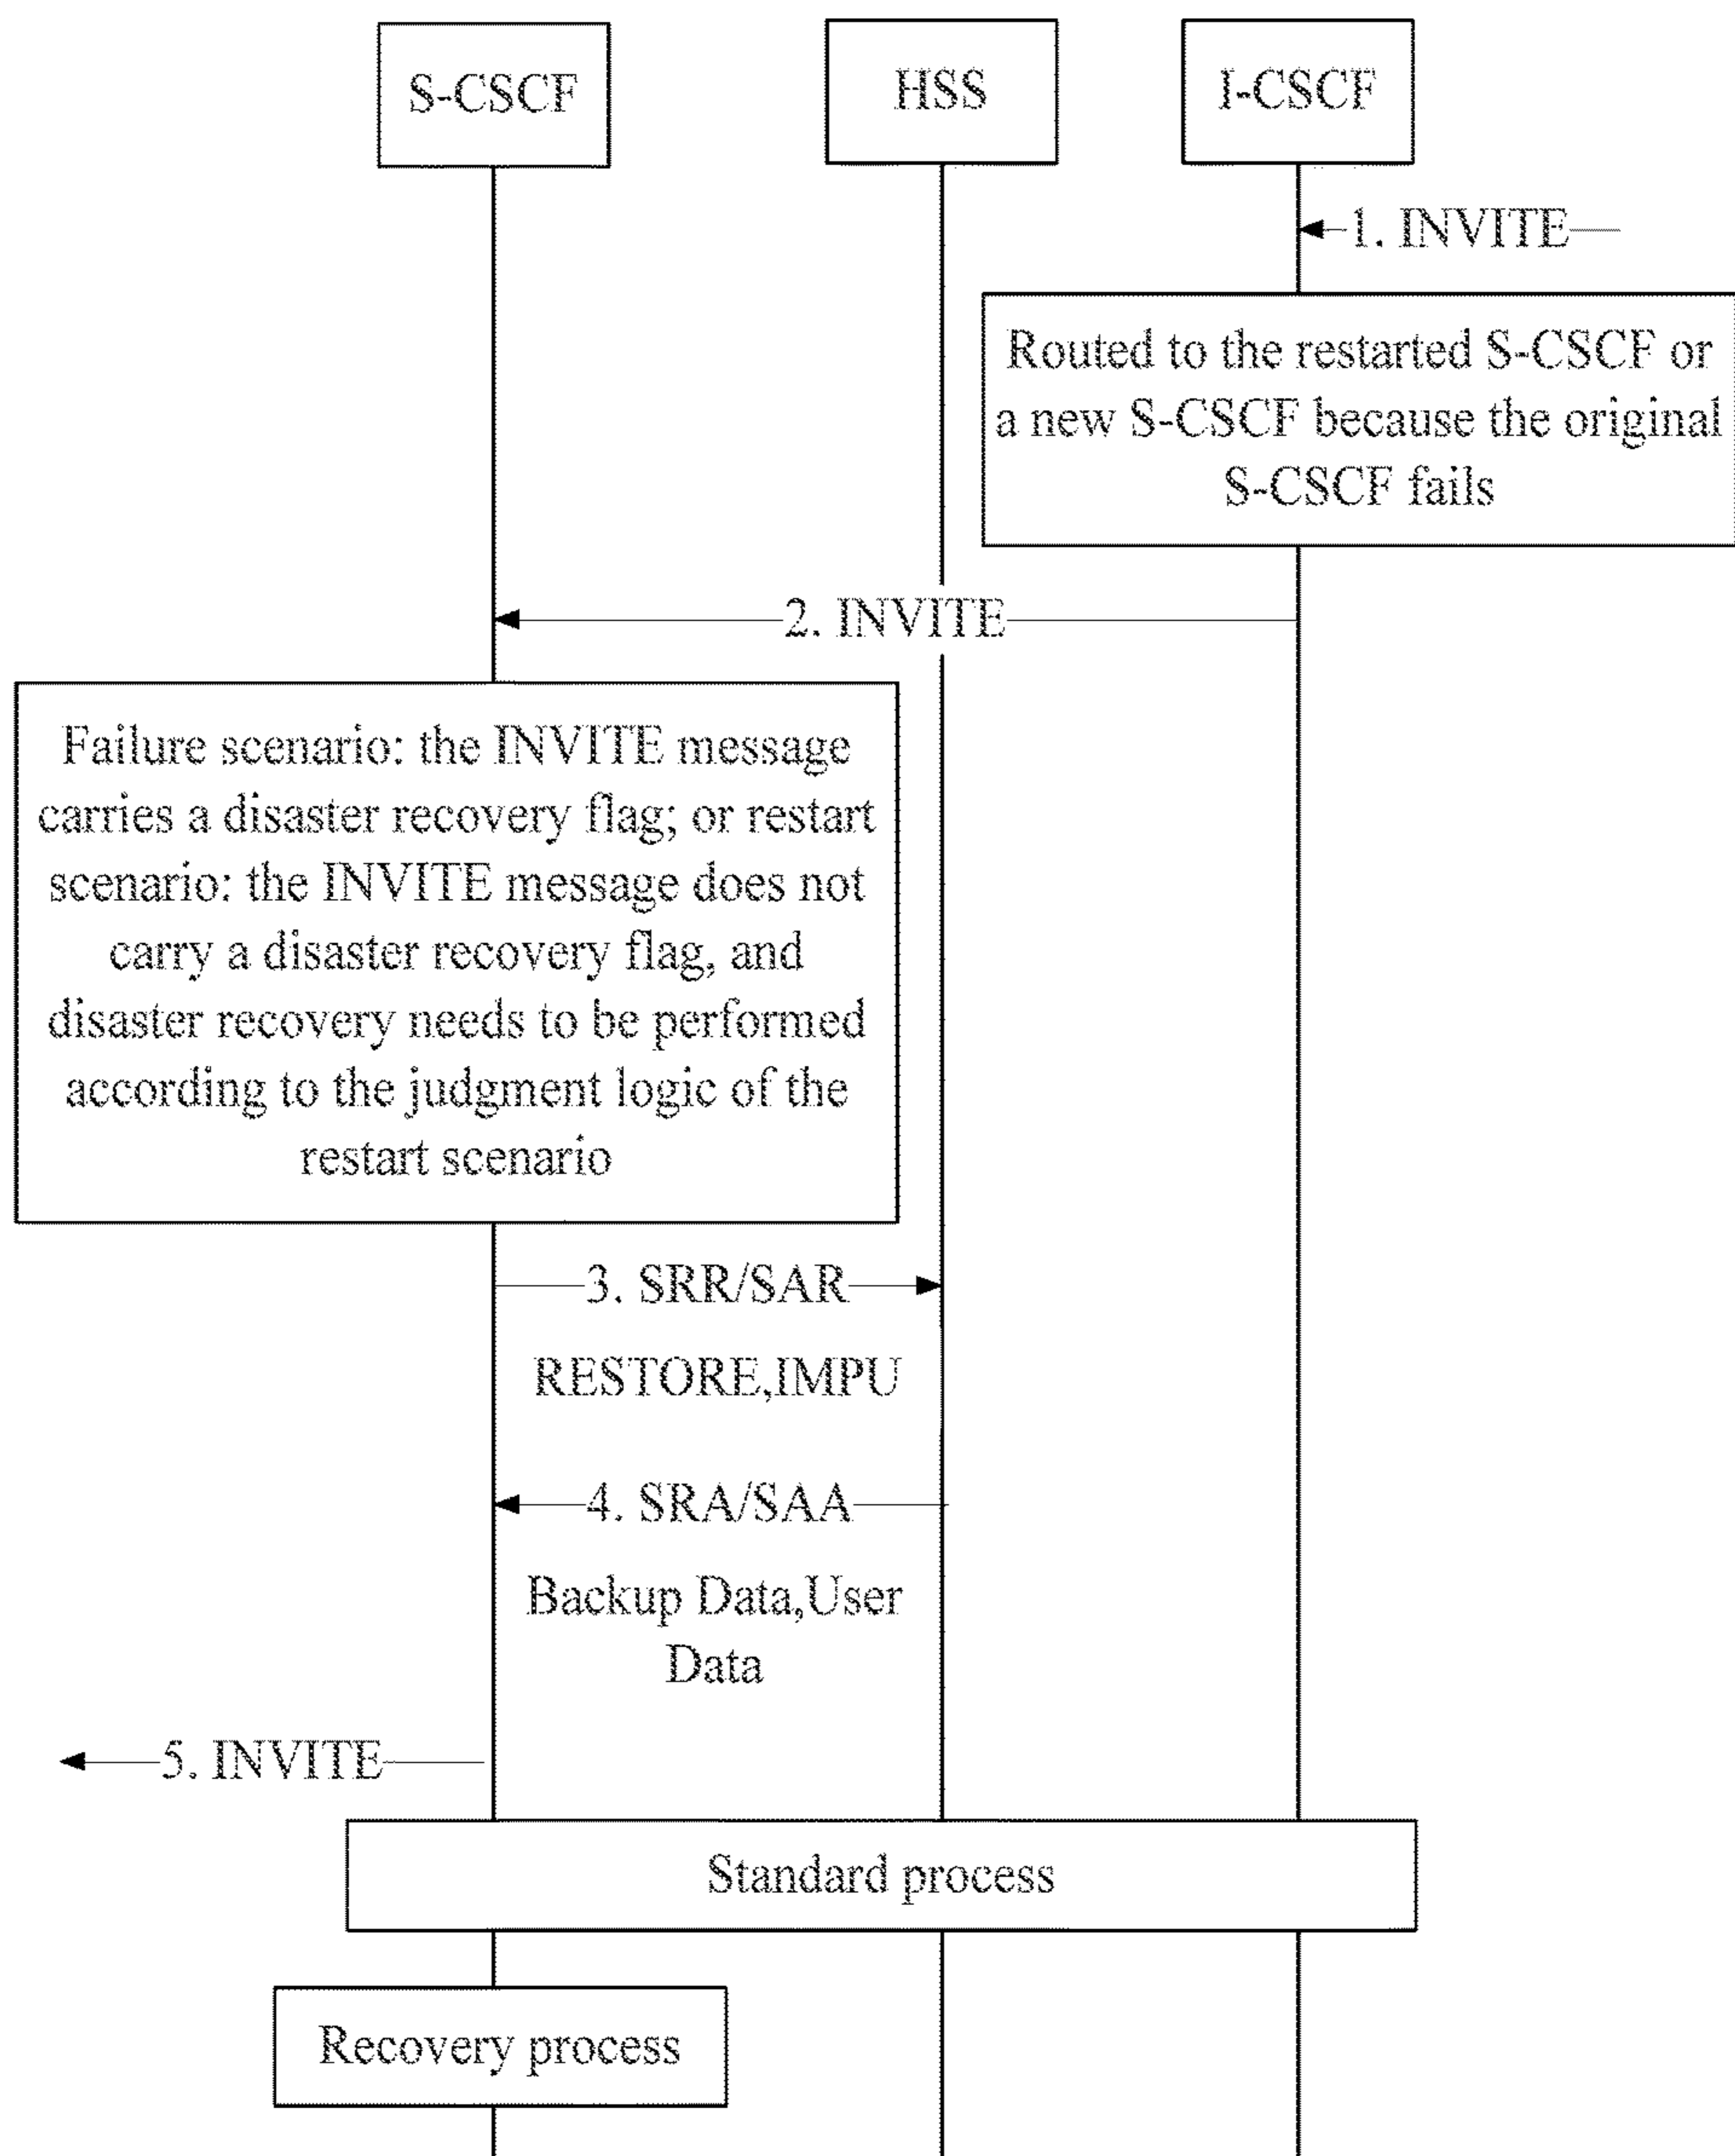 S-CSCF
HSS
I-CSCF
1. INVITE
Routed to the restarted S-CSCF or
a new S-CSCF because the original
S-CSCF fails
2. INVITE
Failure scenario: the INVITE message
carries a disaster recovery flag; or restart
scenario: the INVITE message does not
carry a disaster recovery flag, and
disaster recovery needs to be performed
according to the judgment logic of the
restart scenario
3. SRR/SAR
RESTORE,IMPU
4. SRA/SAA
Backup Data,User
Data
5. INVITE
Standard process
Recovery process